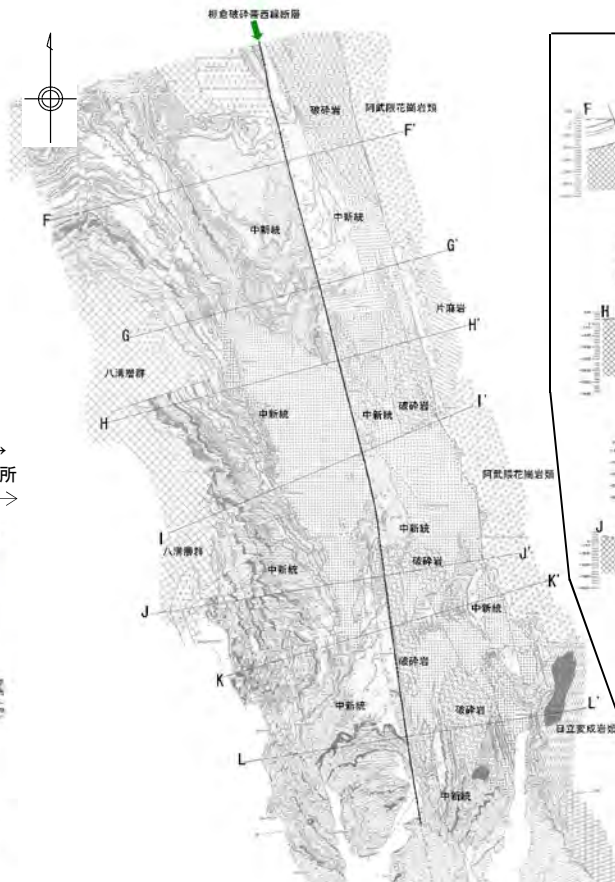 棚倉破砕帯西縁断層
破砕岩
阿武隈花崗岩類
F'
F
F
中新統
中新統
G'
片麻岩
G
H'
H
八溝層群
中新統
中新統
破砕岩
I'
H
所
阿武隈花崗岩類
中新統
I
八溝層群
中新統
破砕岩
J'
J
K'
J
中新統
K
破砕岩
中新統
破砕岩
L'
日立変成岩類
L
中新統